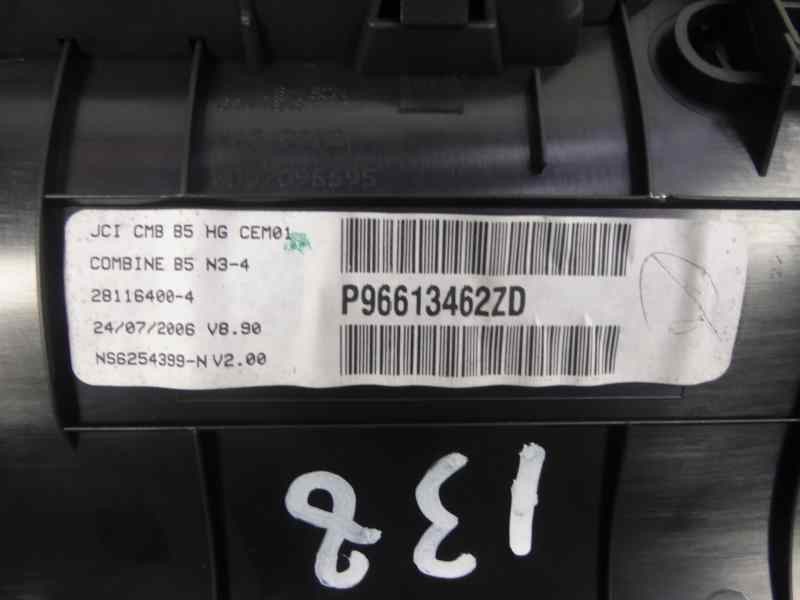 JCI CMB B5 HG CEM01
COMBINE B5 N3-4
28116400-4
24/07/2006 V8.90
NS6254399-N V2.00
P96613462ZD
138